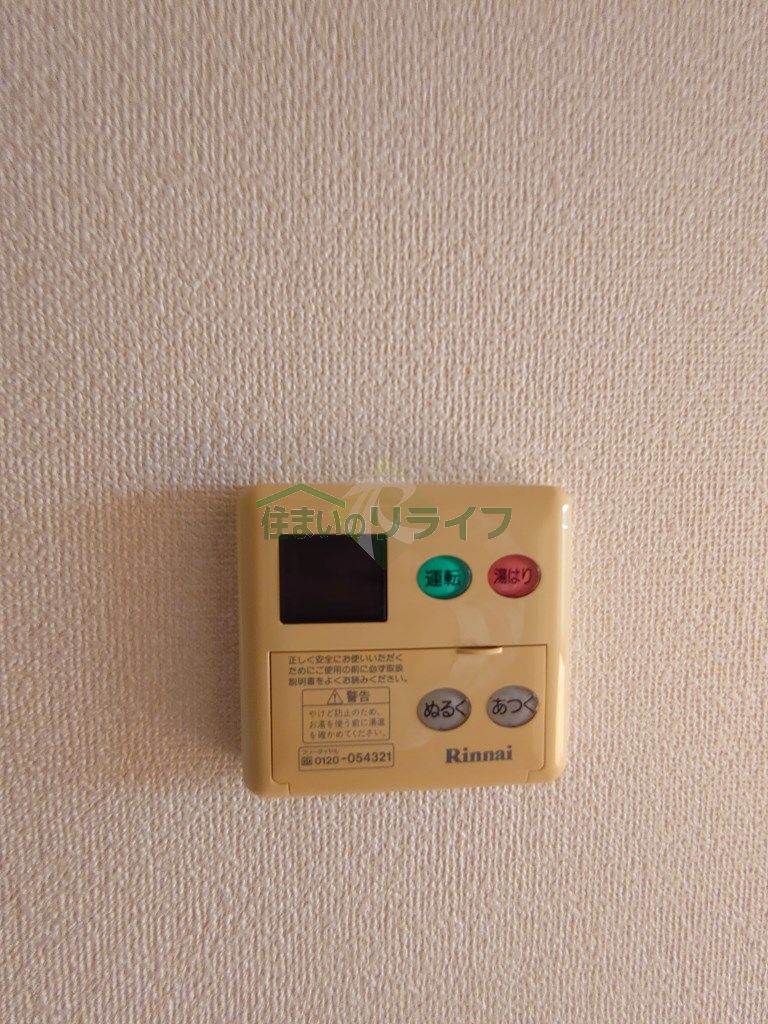 住まいのリライフ
運転
湯はり
正しく安全にお使いいただく
ためにご使用の前に必ず取扱
説明書をよくお読みください。
警告
やけど防止のため、
お湯を使う前に湯温
を確かめてください。
フリーダイヤル
0120-054321
ぬるく
あつく
Rinnai